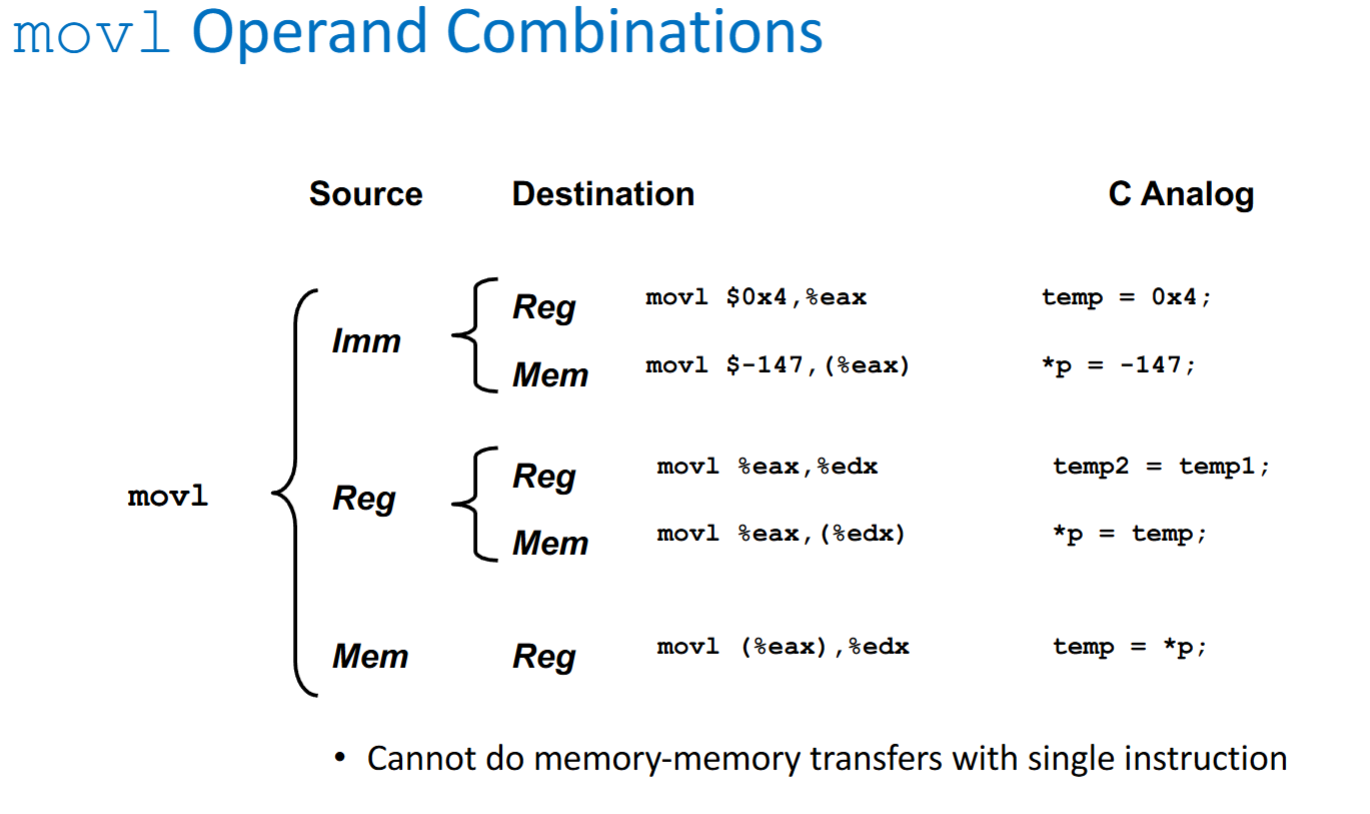 movl Operand Combinations
Source Destination C Analog
Imm Reg movl $0x4,%eax temp = 0x4;
Mem movl $-147,(%eax) *p = -147;
movl Reg Reg movl %eax,%edx temp2 = temp1;
Mem movl %eax,(%edx) *p = temp;
Mem Reg movl (%eax),%edx temp = *p;
• Cannot do memory-memory transfers with single instruction